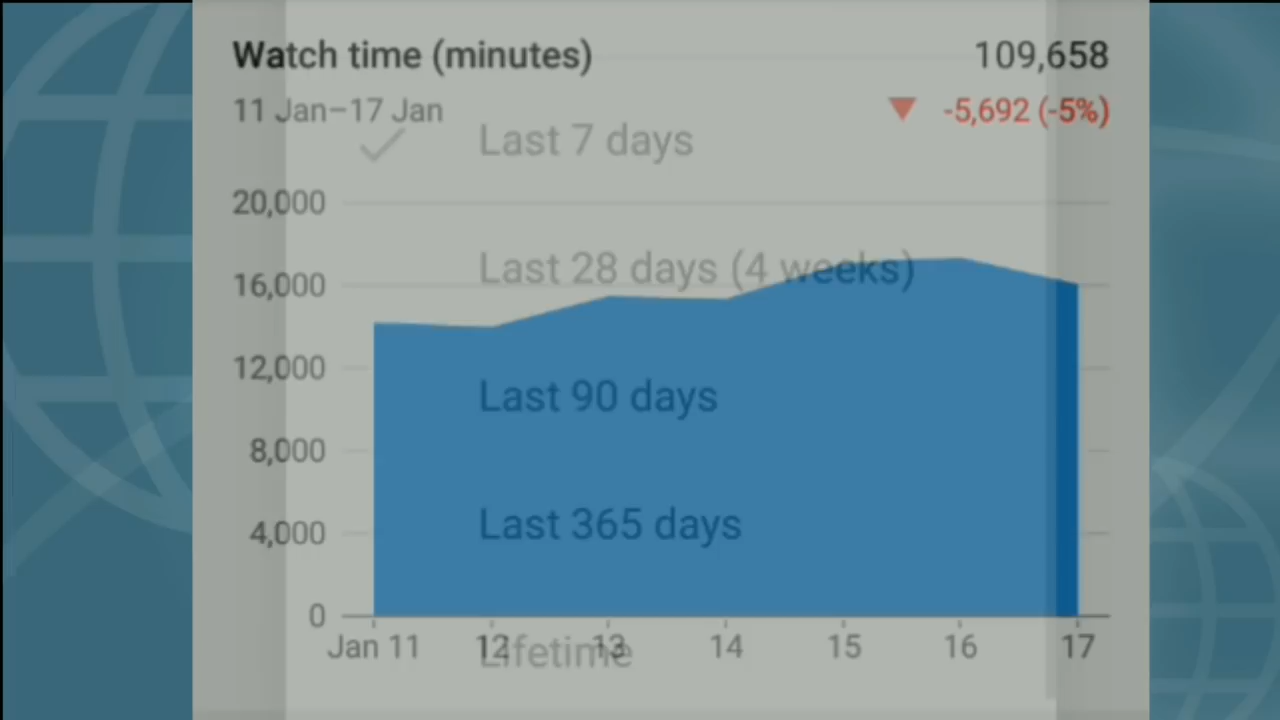 Watch time (minutes) 109,658
11 Jan–17 Jan -5,692 (-5%)
Last 7 days
20,000
Last 28 days (4 weeks)
16,000
12,000
Last 90 days
8,000
Last 365 days
4,000
0
Jan 11 12 13 14 15 16 17
Lifetime